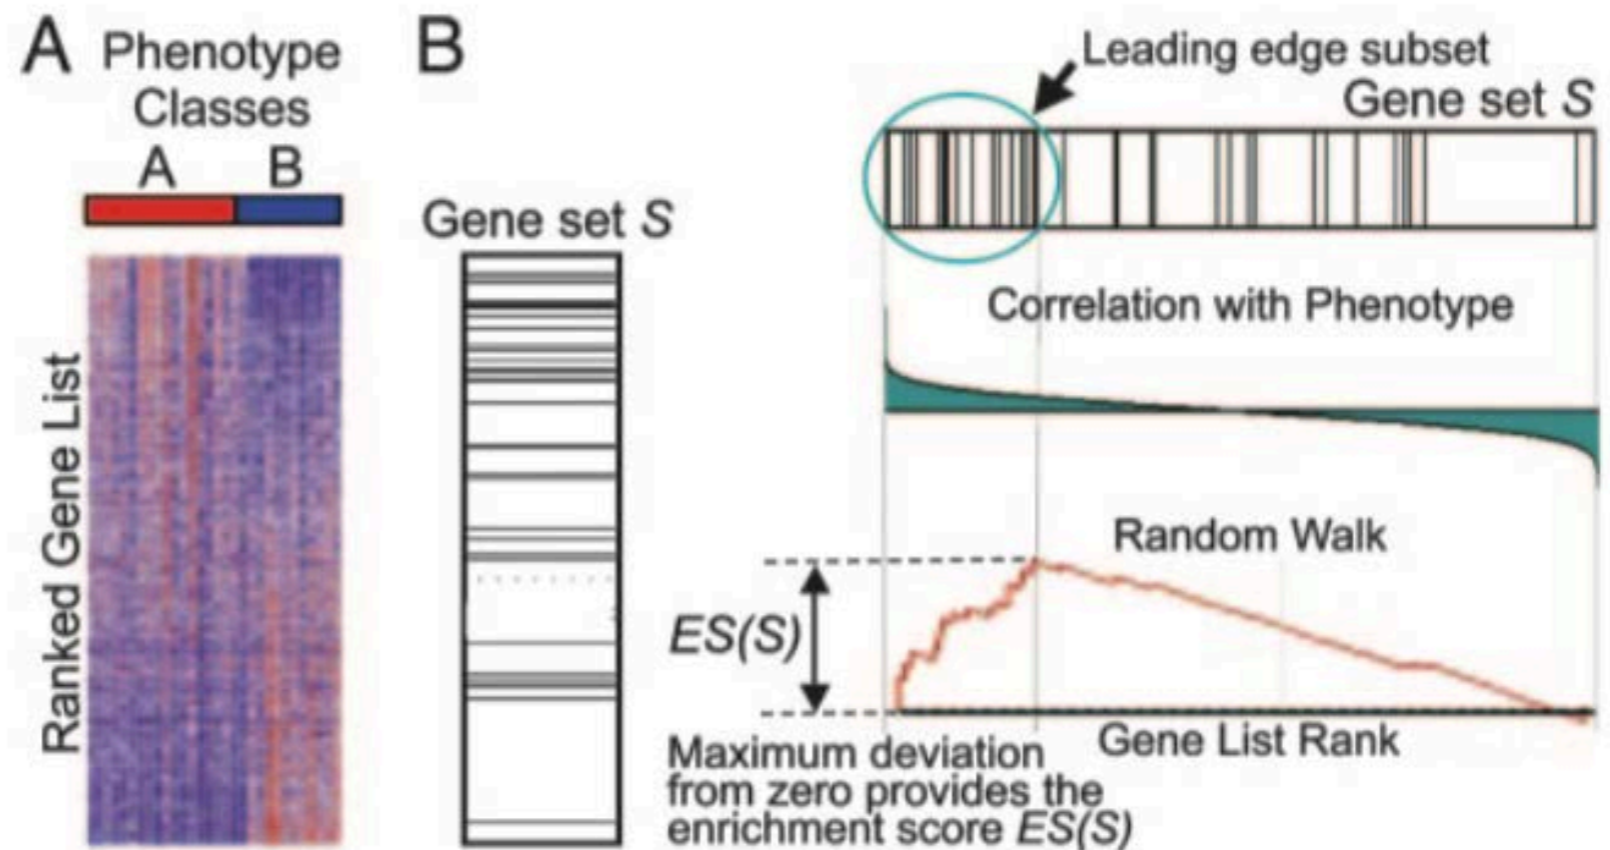 A
Phenotype
Classes
A B
Ranked Gene List
B
Gene set S
Leading edge subset
Gene set S
Correlation with Phenotype
Random Walk
ES(S)
Gene List Rank
Maximum deviation
from zero provides the
enrichment score ES(S)